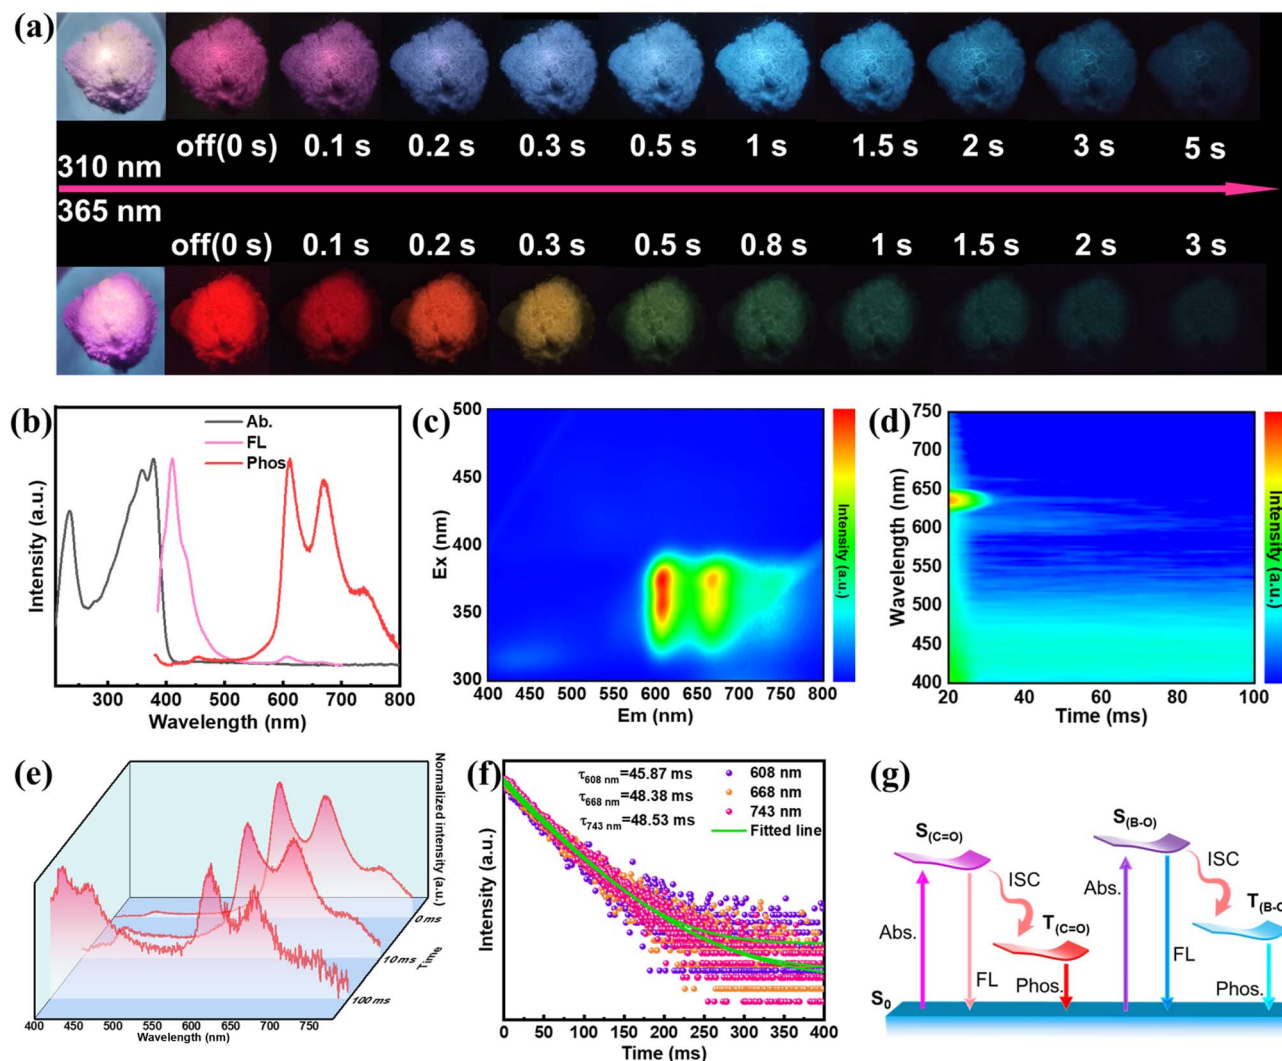 (a)
off(0 s) 0.1 s 0.2 s 0.3 s 0.5 s 1 s 1.5 s 2 s 3 s 5 s
310 nm
365 nm
off(0 s) 0.1 s 0.2 s 0.3 s 0.5 s 0.8 s 1 s 1.5 s 2 s 3 s
(b)
Ab.
FL
Phos
Intensity (a.u.)
300 400 500 600 700 800
Wavelength (nm)
(c)
500
450
400
350
300
Ex (nm)
400 450 500 550 600 650 700 750 800
Em (nm)
Intensity (a.u.)
(d)
750
700
650
600
550
500
450
400
Wavelength (nm)
20 40 60 80 100
Time (ms)
Intensity (a.u.)
(e)
Normalized intensity (a.u.)
0 ms
10 ms
100 ms
Time
400 450 500 550 600 650 700 750
Wavelength (nm)
(f)
τ608 nm=45.87 ms
τ668 nm=48.38 ms
τ743 nm=48.53 ms
608 nm
668 nm
743 nm
Fitted line
Intensity (a.u.)
0 50 100 150 200 250 300 350 400
Time (ms)
(g)
S(C=O)
S(B-O)
ISC
ISC
Abs.
Abs.
T(C=O)
T(B-O
FL
Phos.
FL
Phos.
S0